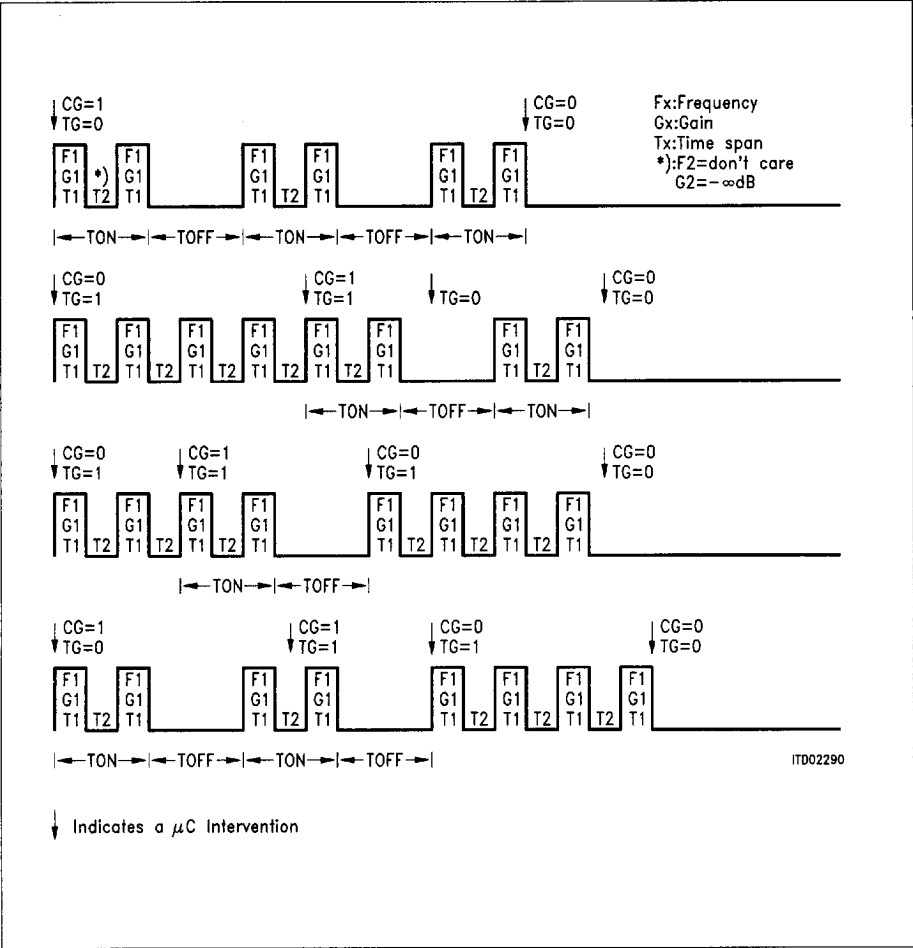 CG=1 CG=0 Fx:Frequency
TG=0 TG=0 Gx:Gain
Tx:Time span
*):F2=don't care
G2=-∞dB
F1 F1 F1 F1 F1 F1
G1 *) G1 G1 G1 G1 G1
T1 T2 T1 T1 T2 T1 T1 T2 T1
TON TOFF TON TOFF TON
CG=0 CG=1 CG=0
TG=1 TG=1 TG=0 TG=0
F1 F1 F1 F1 F1 F1 F1 F1
G1 G1 G1 G1 G1 G1 G1 G1
T1 T2 T1 T2 T1 T2 T1 T2 T1 T2 T1 T1 T2 T1
TON TOFF TON
CG=0 CG=1 CG=0 CG=0
TG=1 TG=1 TG=1 TG=0
F1 F1 F1 F1 F1 F1 F1 F1
G1 G1 G1 G1 G1 G1 G1 G1
T1 T2 T1 T2 T1 T2 T1 T1 T2 T1 T2 T1 T2 T1
TON TOFF
CG=1 CG=1 CG=0 CG=0
TG=0 TG=1 TG=1 TG=0
F1 F1 F1 F1 F1 F1 F1 F1
G1 G1 G1 G1 G1 G1 G1 G1
T1 T2 T1 T1 T2 T1 T1 T2 T1 T2 T1 T2 T1
TON TOFF TON TOFF
ITD02290
Indicates a μC Intervention